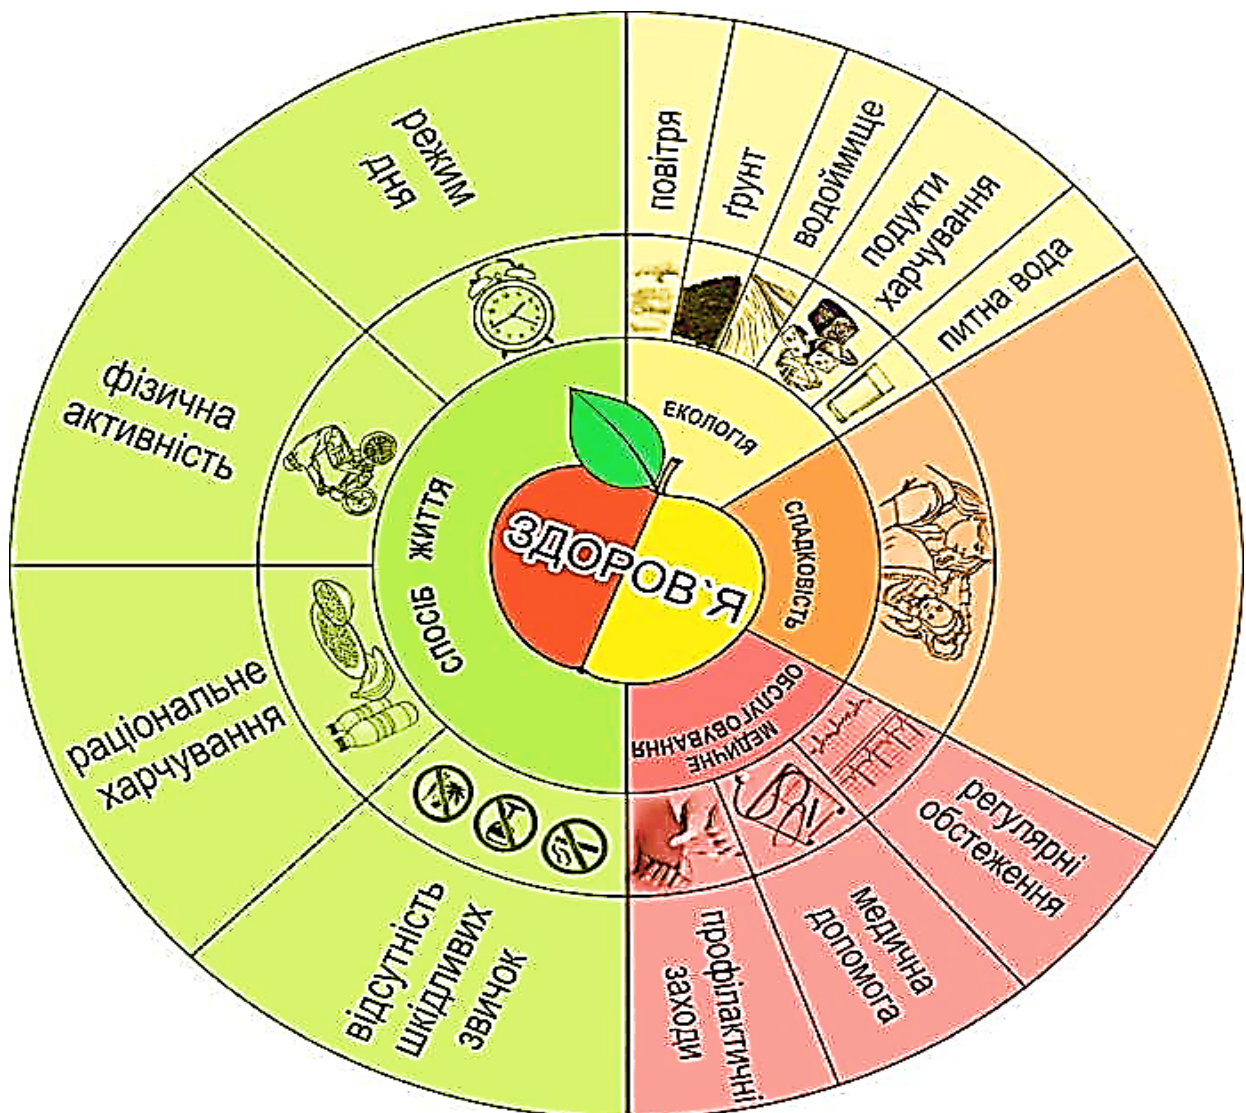 ЗДОРОВ`Я
ЕКОЛОГІЯ
повітря
ґрунт
водоймище
подукти
харчування
питна вода
СПАДКОВІСТЬ
МЕДИЧНЕ
ОБСЛУГОВУВАННЯ
регулярні
обстеження
медична
допомога
профілактичні
заходи
СПОСІБ ЖИТТЯ
відсутність
шкідливих
звичок
раціональне
харчування
фізична
активність
режим
дня